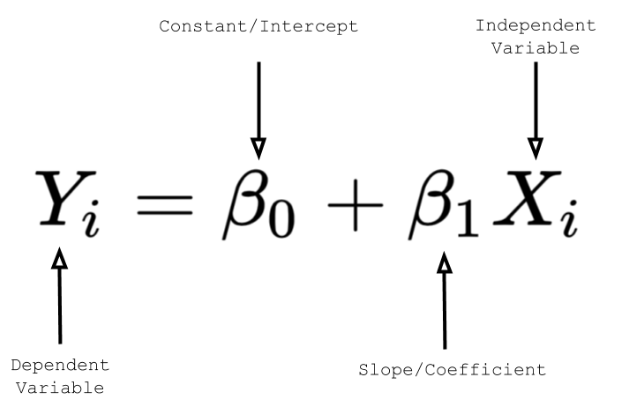 Constant/Intercept
Independent
Variable
Yᵢ = β₀ + β₁Xᵢ
Dependent
Variable
Slope/Coefficient